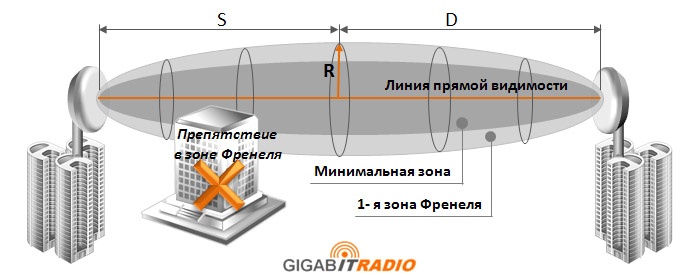 S
D
R
Линия прямой видимости
Препятствие
в зоне Френеля
Минимальная зона
1- я зона Френеля
GIGABITRADIO